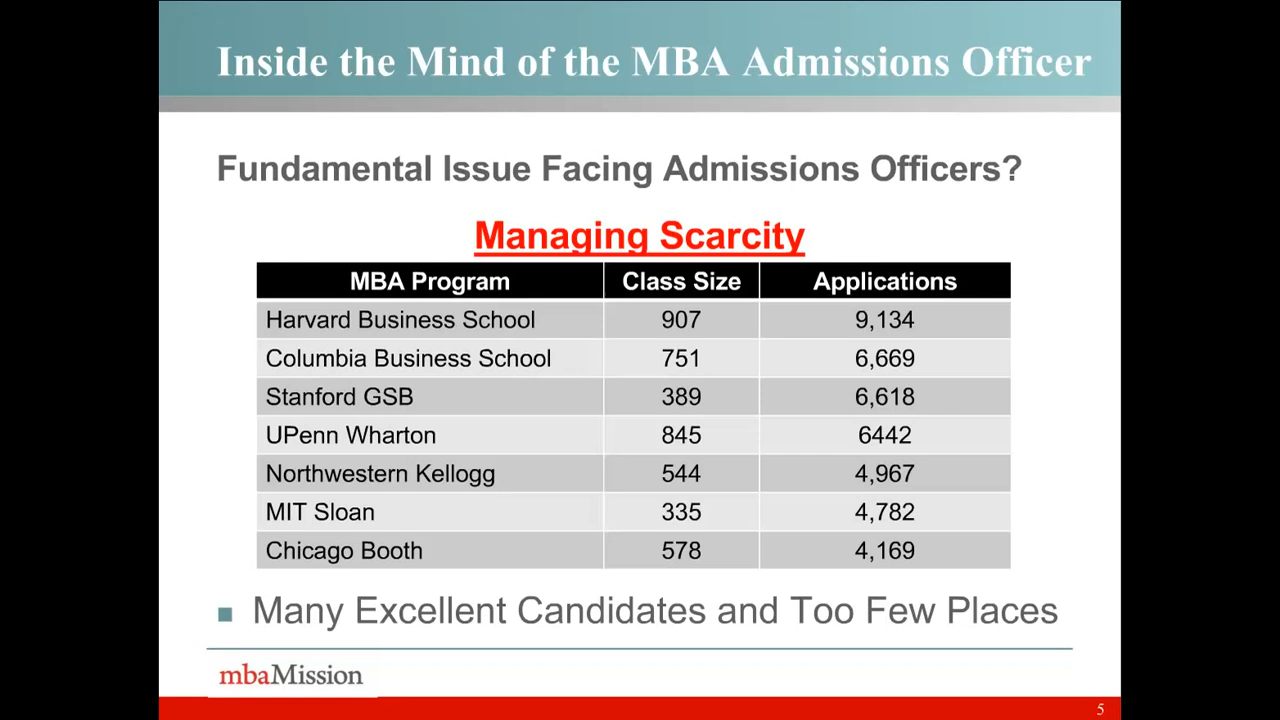 Inside the Mind of the MBA Admissions Officer
Fundamental Issue Facing Admissions Officers?
Managing Scarcity
MBA Program Class Size Applications
Harvard Business School 907 9,134
Columbia Business School 751 6,669
Stanford GSB 389 6,618
UPenn Wharton 845 6442
Northwestern Kellogg 544 4,967
MIT Sloan 335 4,782
Chicago Booth 578 4,169
Many Excellent Candidates and Too Few Places
mbaMission
5